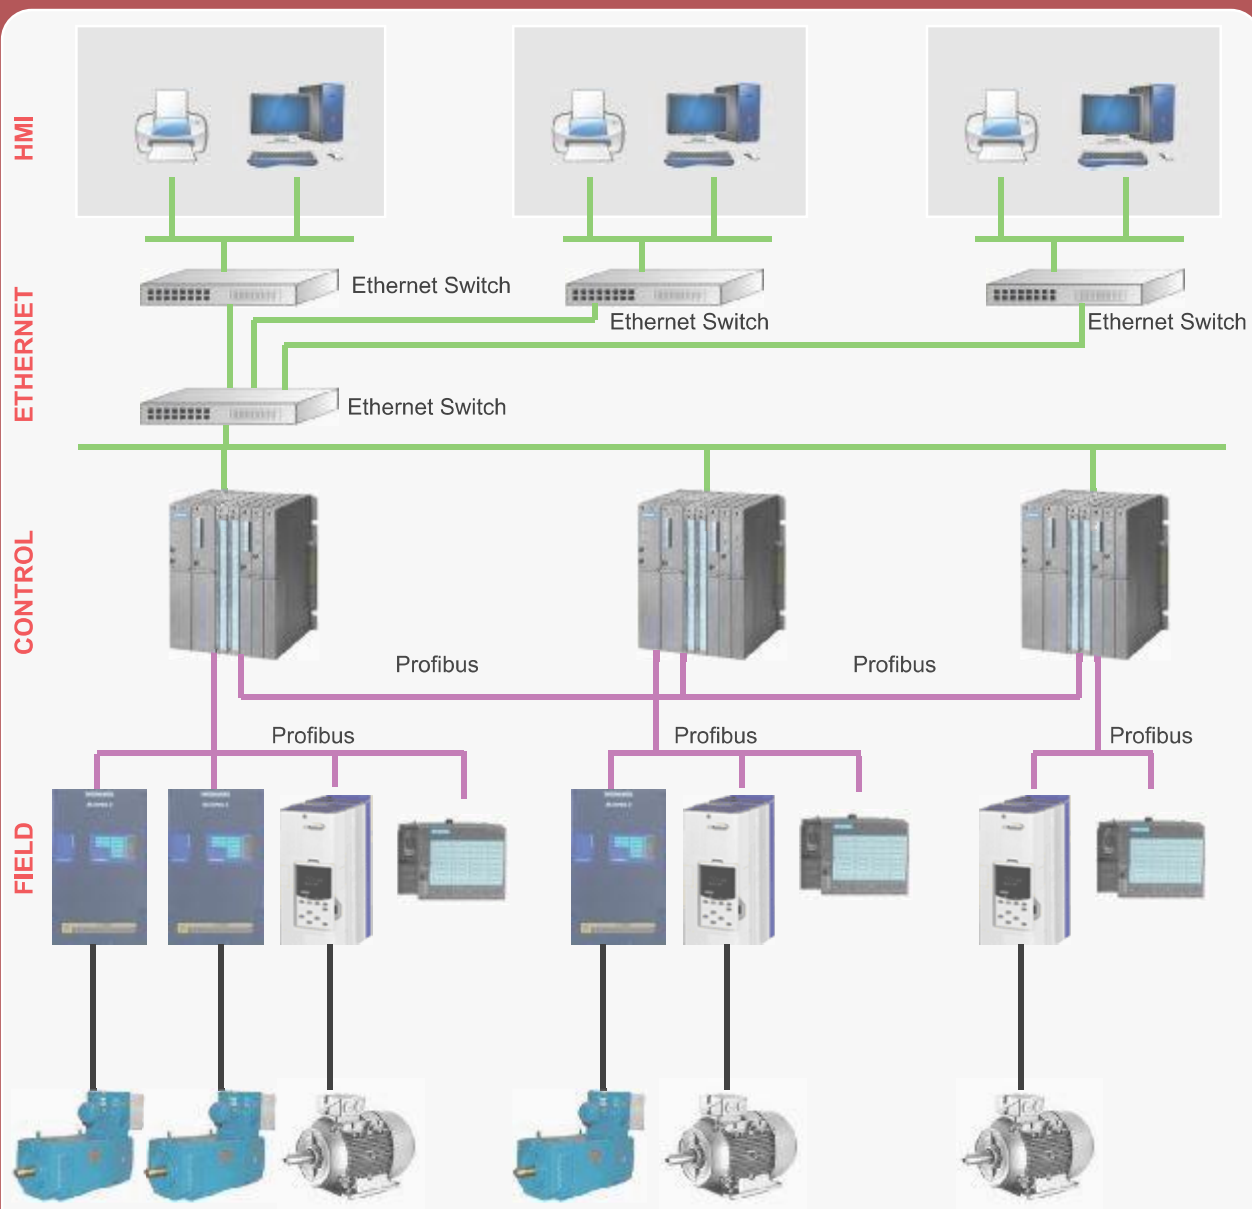 HMI
Ethernet Switch
Ethernet Switch
Ethernet Switch
ETHERNET
Ethernet Switch
CONTROL
Profibus
Profibus
Profibus
Profibus
Profibus
FIELD